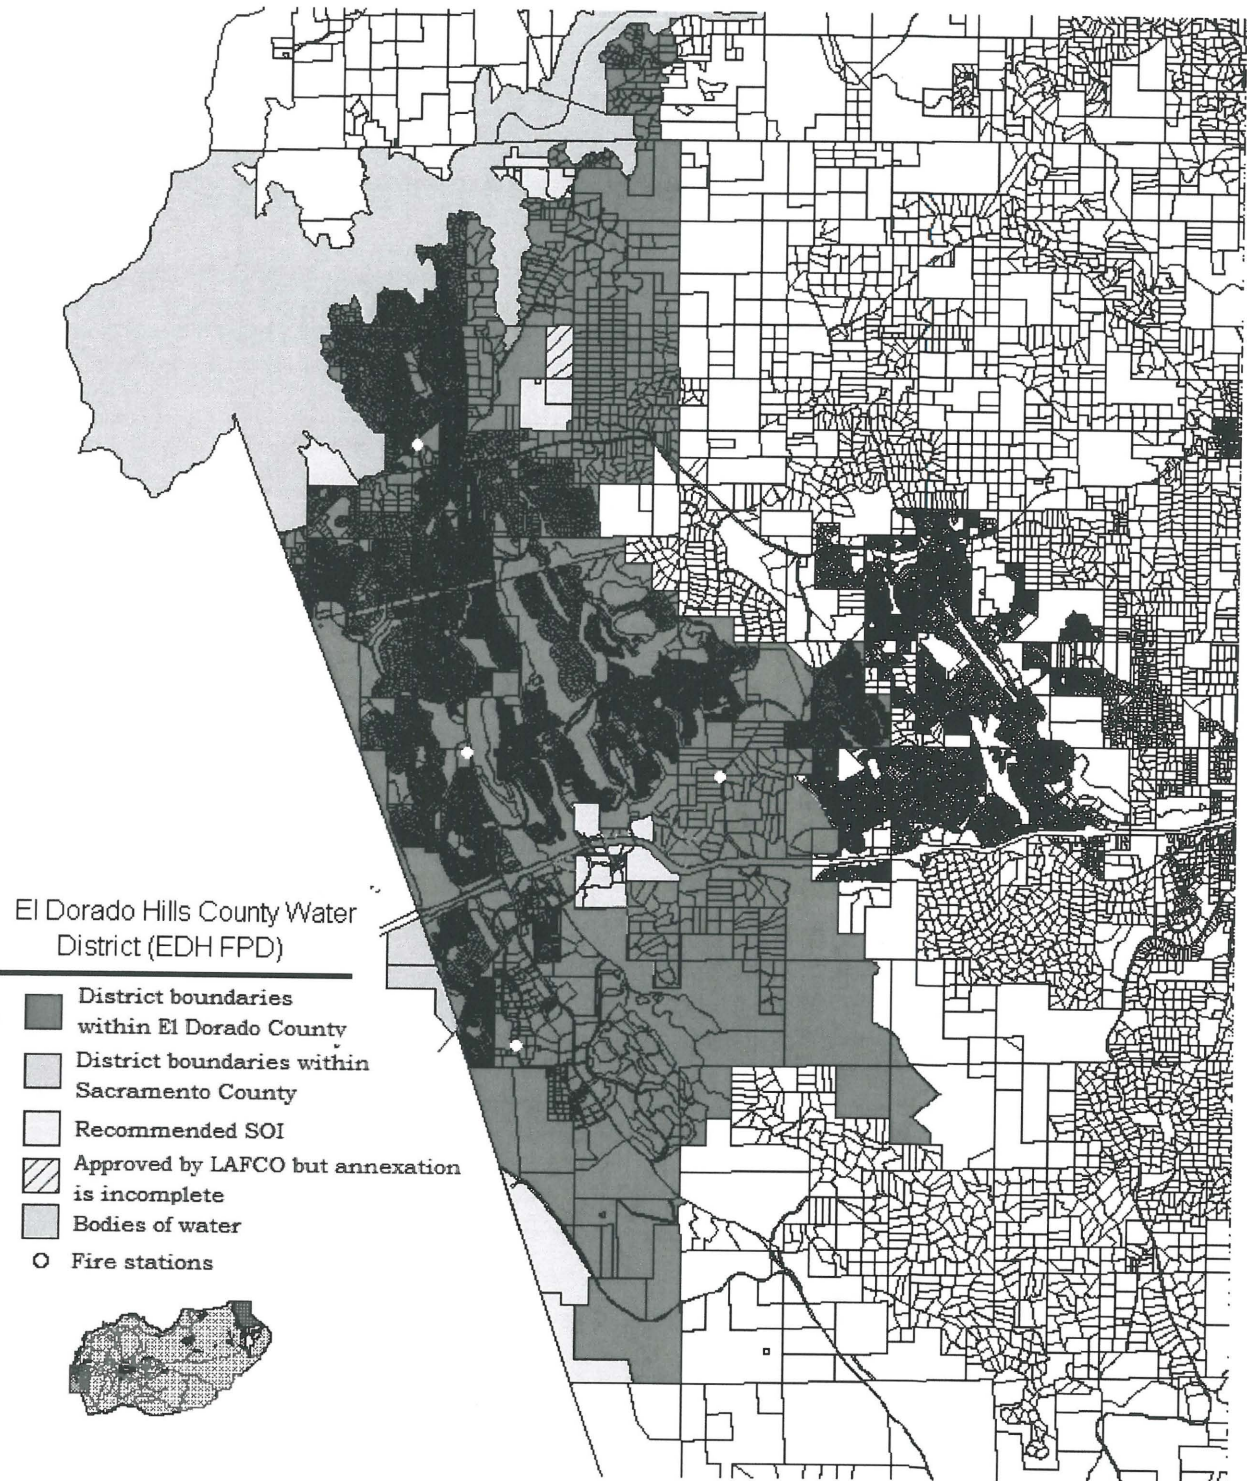 El Dorado Hills County Water
District (EDH FPD)
District boundaries
within El Dorado County
District boundaries within
Sacramento County
Recommended SOI
Approved by LAFCO but annexation
is incomplete
Bodies of water
Fire stations